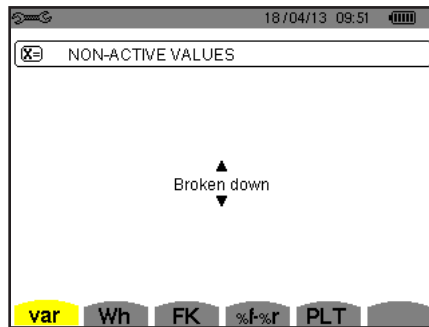 18/04/13 09:51
X= NON-ACTIVE VALUES
Broken down
var Wh FK %f-%r PLT